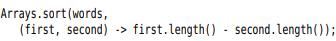 Arrays.sort(words,
(first, second) -> first.length() - second.length());